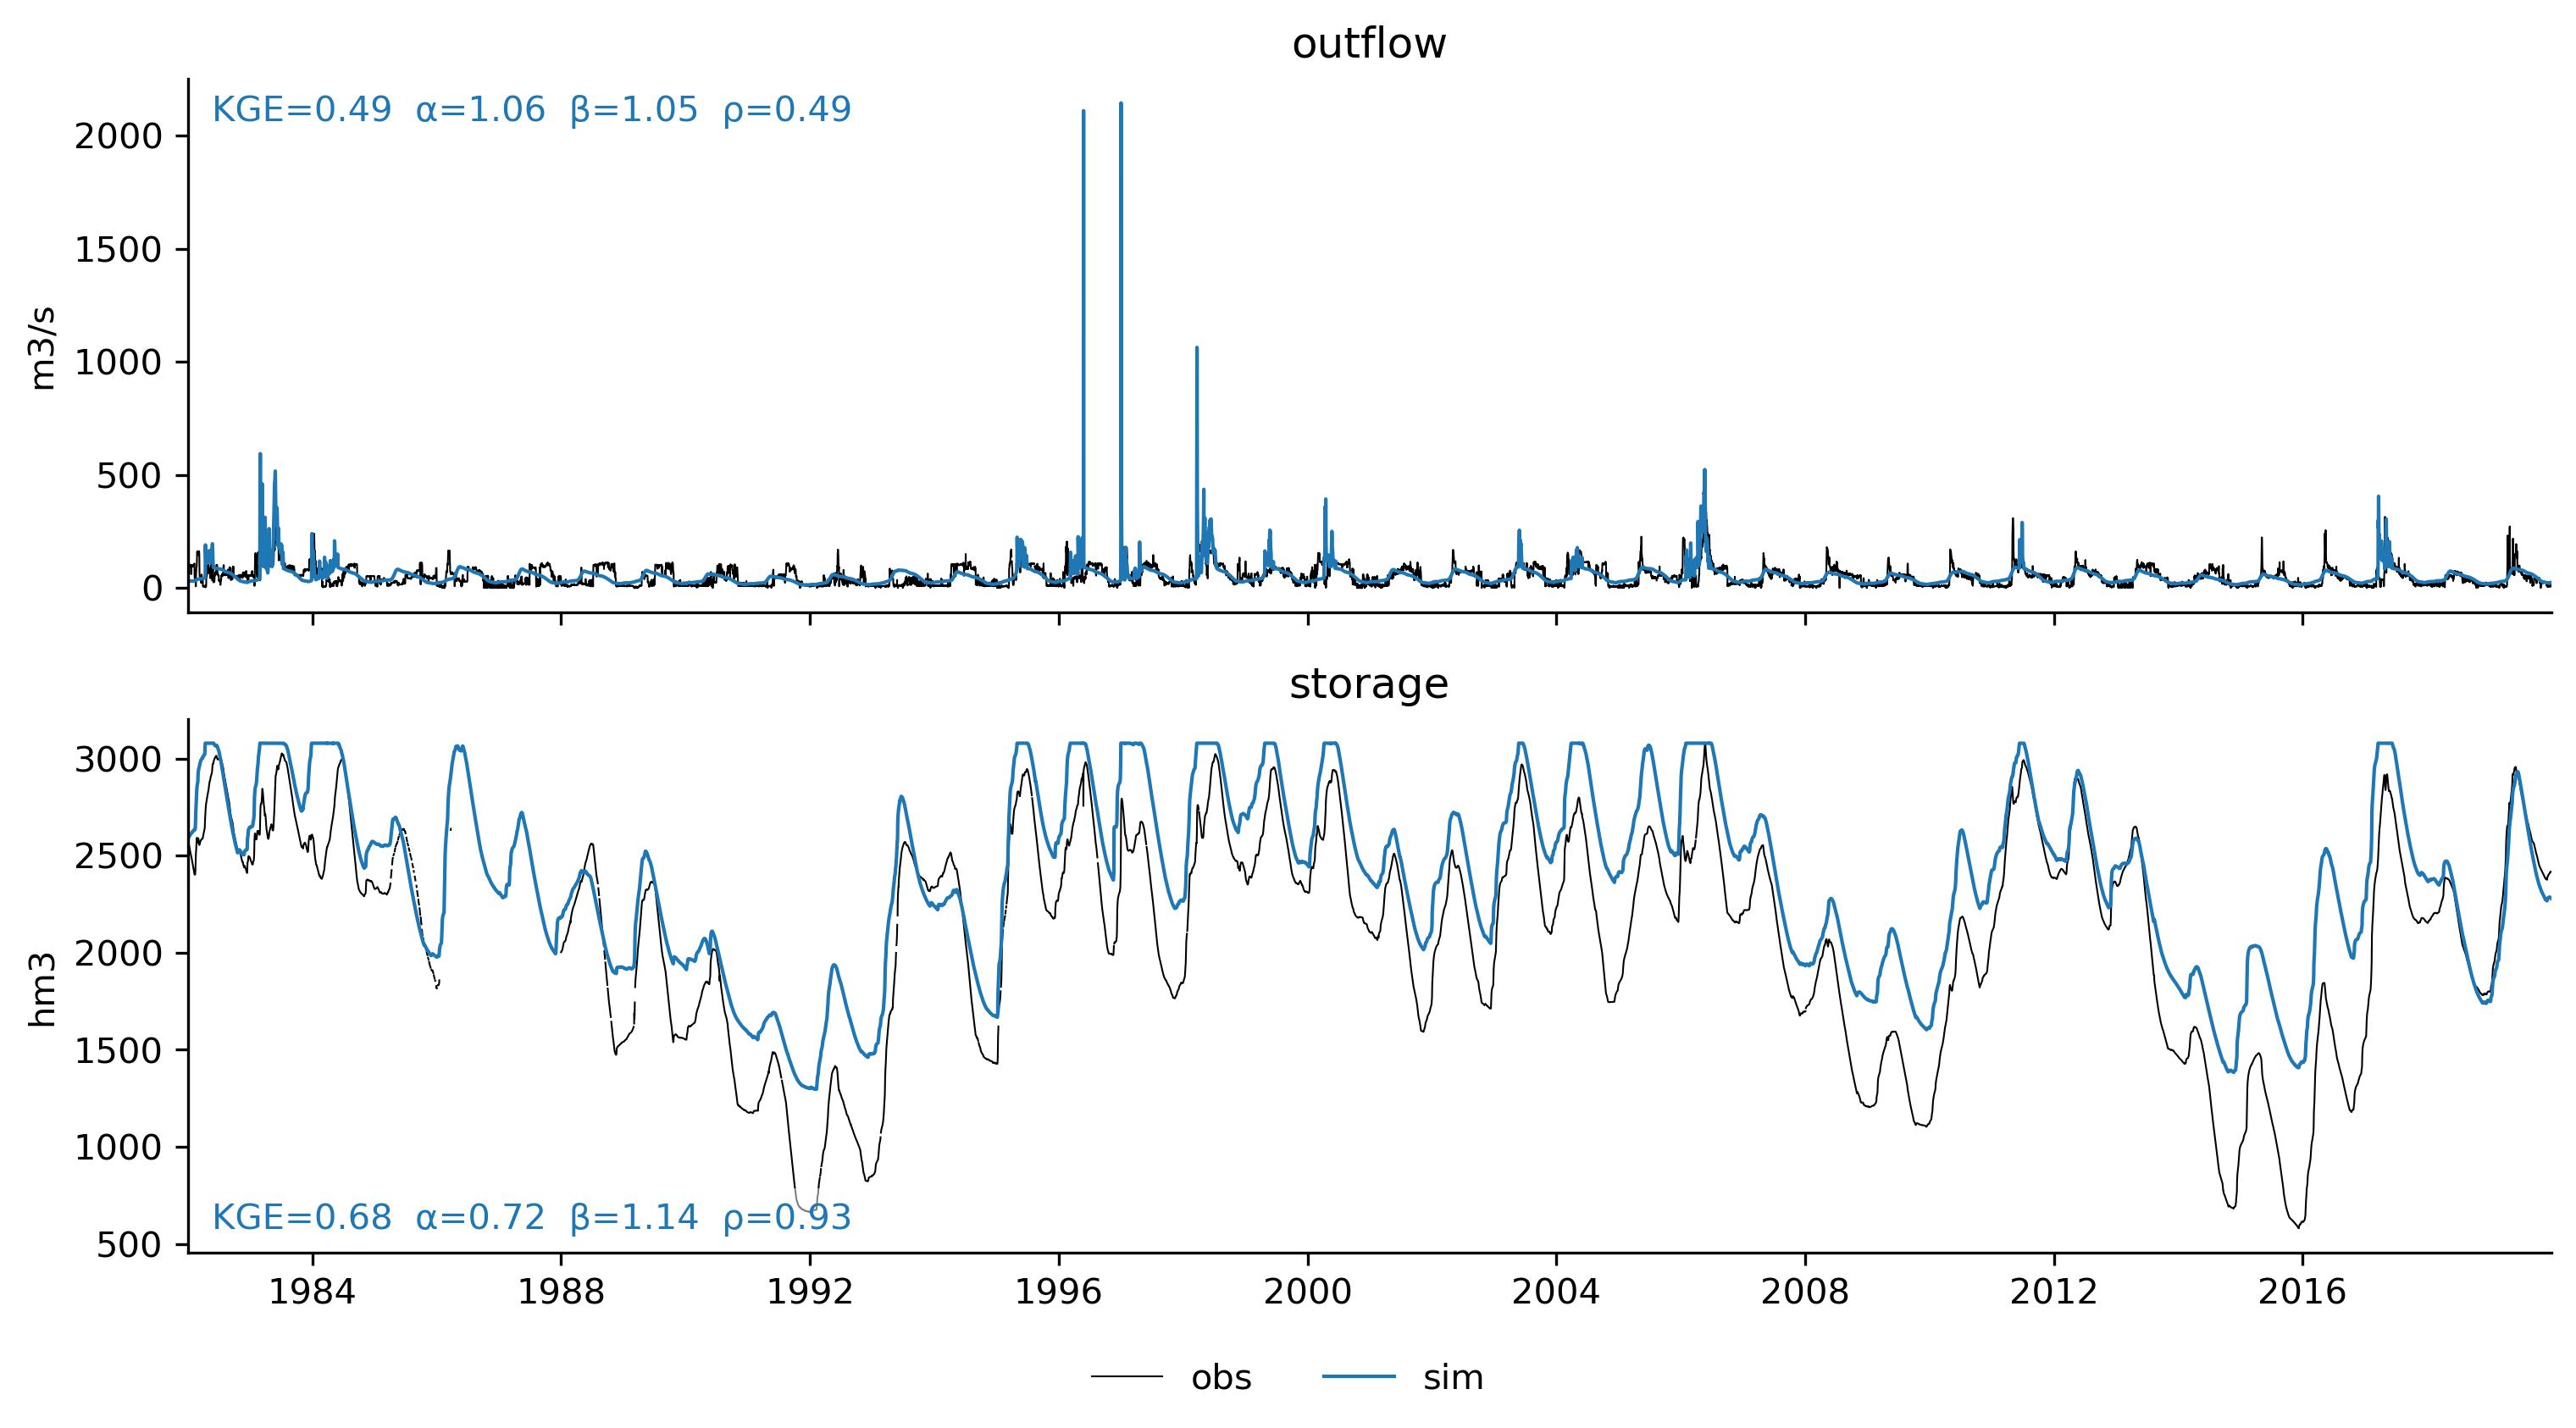 outflow
KGE=0.49 α=1.06 β=1.05 ρ=0.49
2000
1500
1000
500
0
m3/s
storage
3000
2500
2000
1500
1000
500
hm3
KGE=0.68 α=0.72 β=1.14 ρ=0.93
1984 1988 1992 1996 2000 2004 2008 2012 2016
obs sim